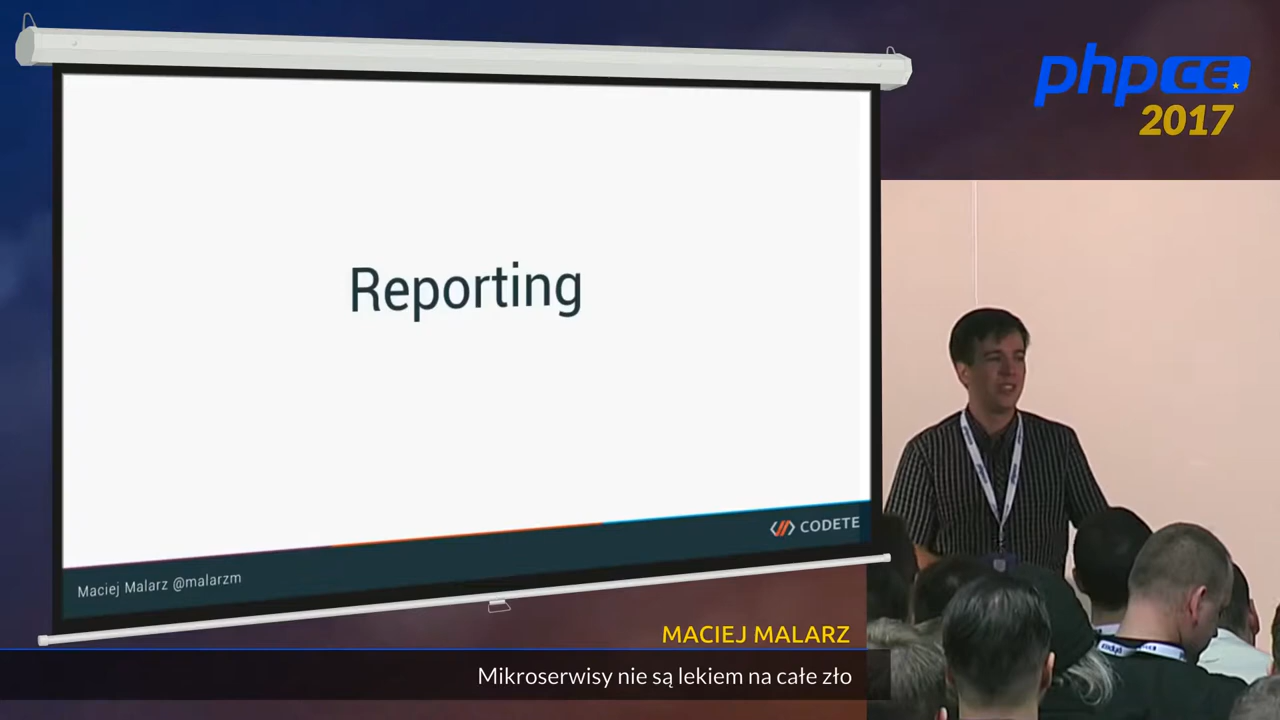 phpCE
2017
Reporting
CODETE
Maciej Malarz @malarzm
MACIEJ MALARZ
Mikroserwisy nie są lekiem na całe zło